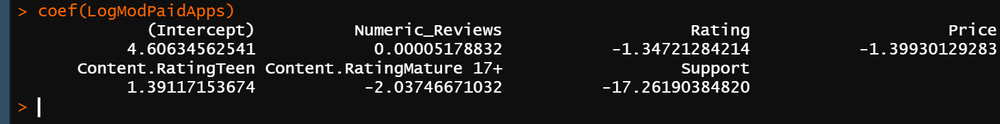 > coef(LogModPaidApps)
(Intercept) Numeric_Reviews Rating Price
4.60634562541 0.00005178832 -1.34721284214 -1.39930129283
Content.RatingTeen Content.RatingMature 17+ Support
1.39117153674 -2.03746671032 -17.26190384820
>